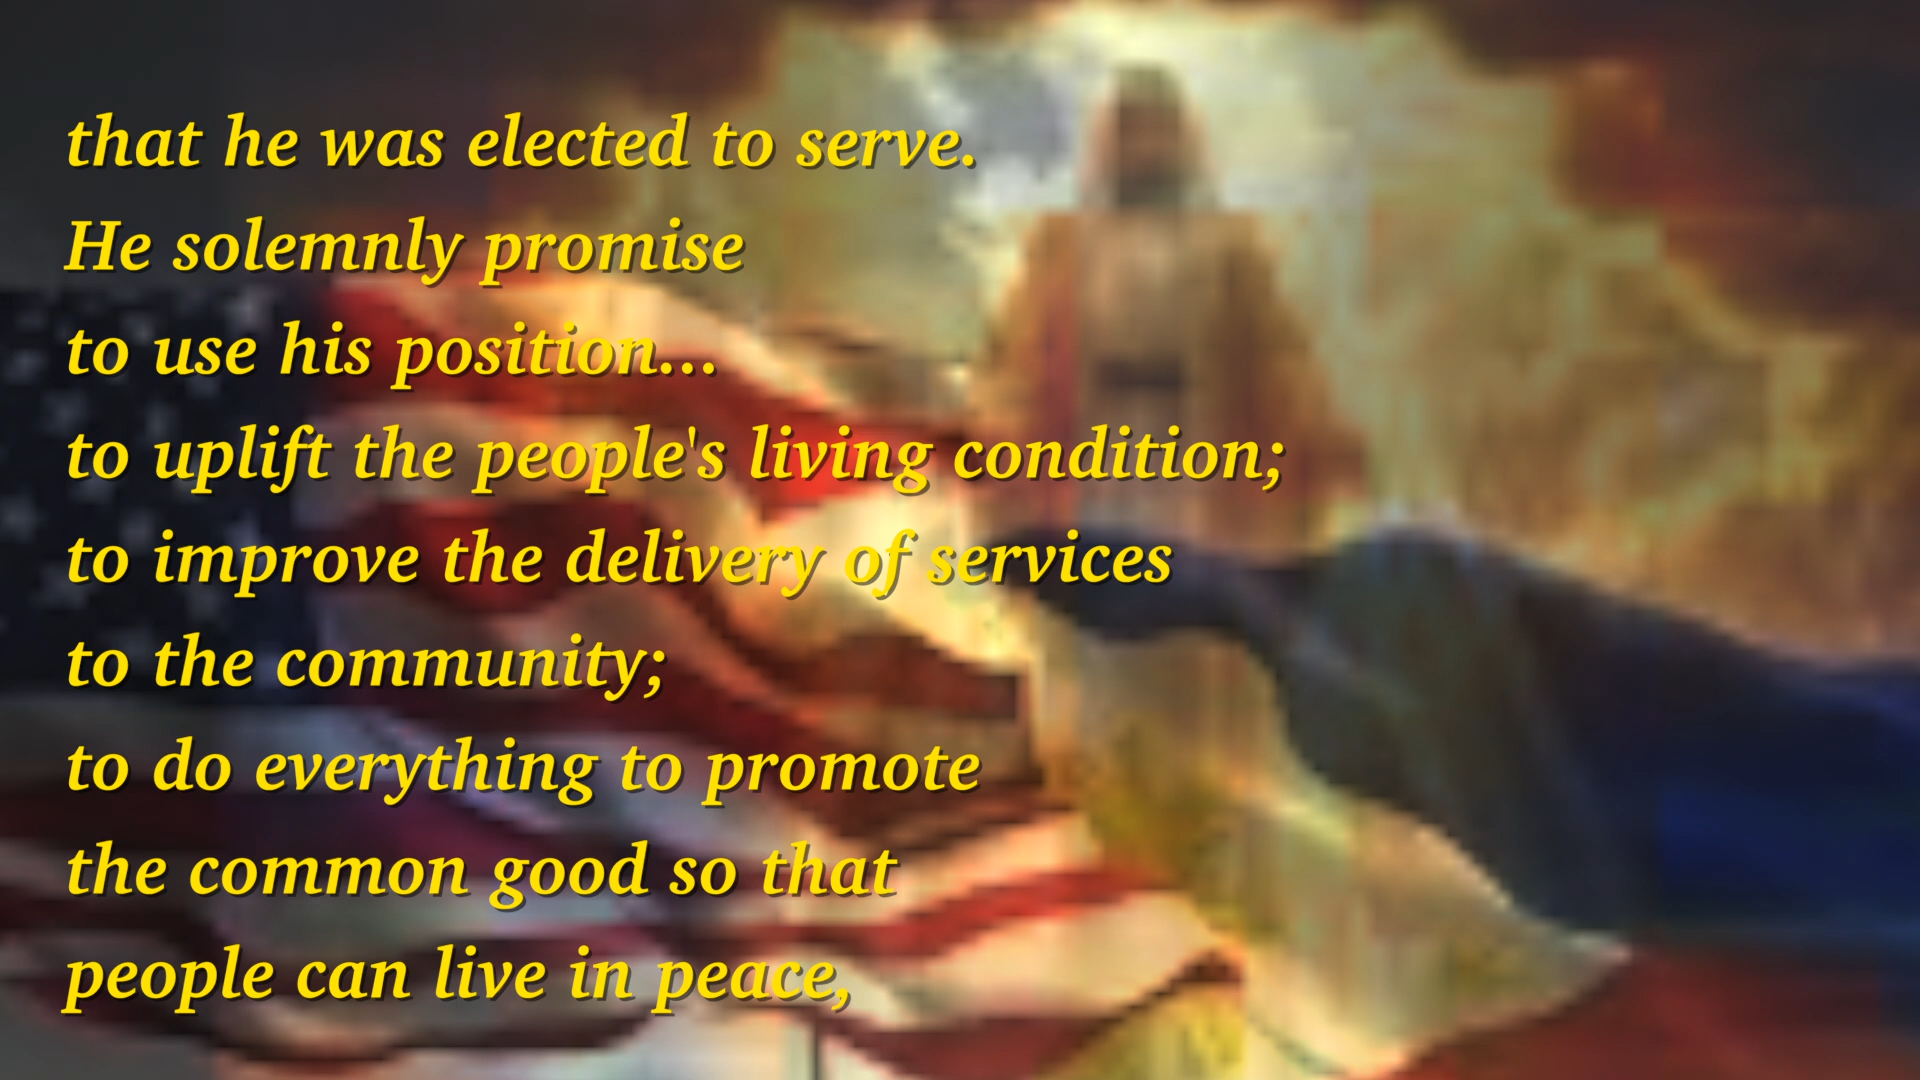 that he was elected to serve.
He solemnly promise
to use his position...
to uplift the people's living condition;
to improve the delivery of services
to the community;
to do everything to promote
the common good so that
people can live in peace,